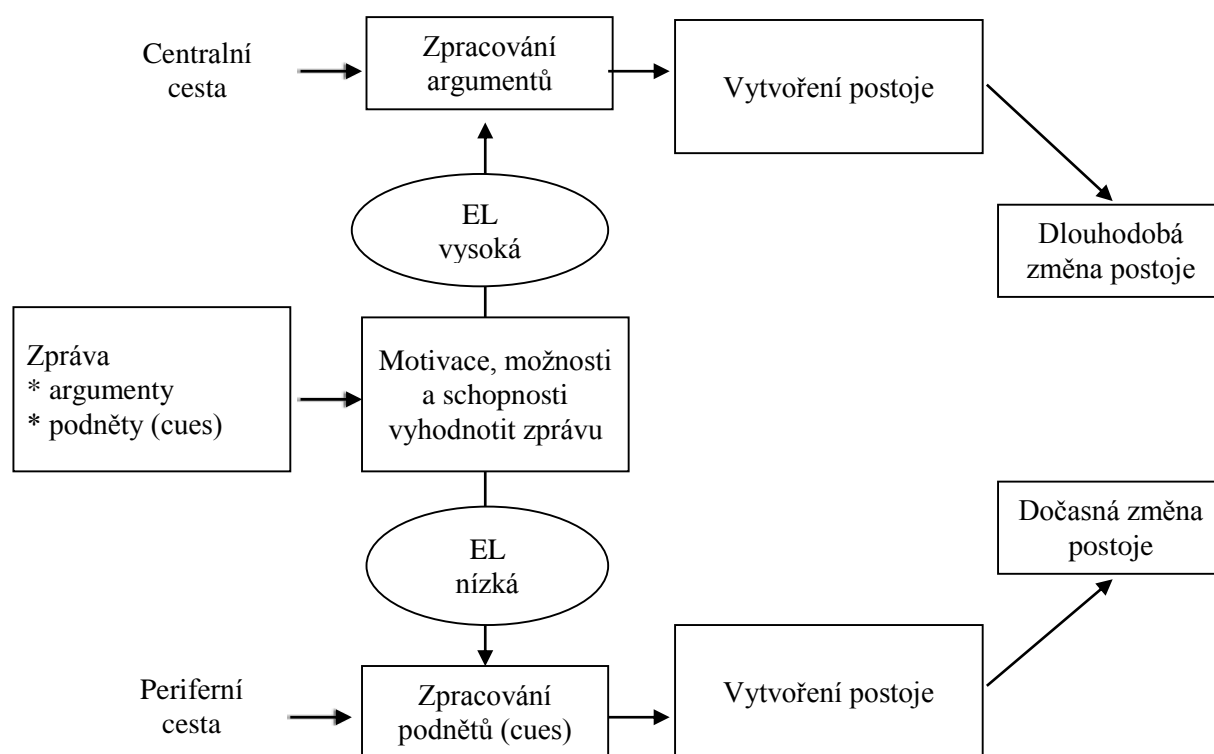 Centralní
cesta
Zpracování
argumentů
Vytvoření postoje
EL
vysoká
Dlouhodobá
změna postoje
Zpráva
* argumenty
* podněty (cues)
Motivace, možnosti
a schopnosti
vyhodnotit zprávu
EL
nízká
Dočasná změna
postoje
Periferní
cesta
Zpracování
podnětů (cues)
Vytvoření postoje